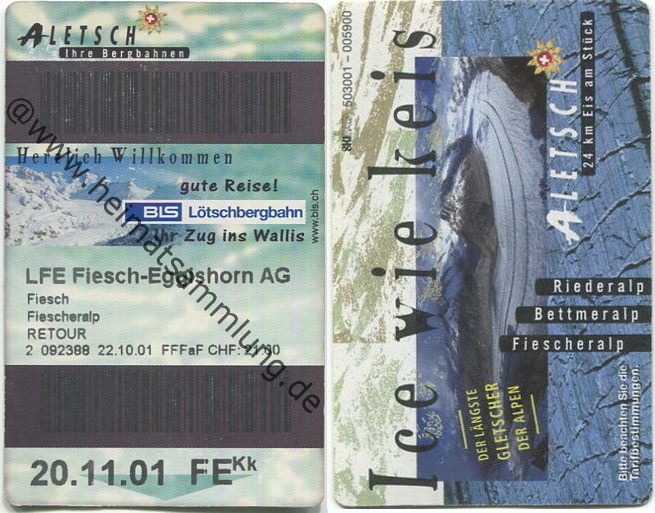 ALETSCH
Ihre Bergbahnen
Herzlich Willkommen
gute Reise!
BLS Lötschbergbahn
Ihr Zug ins Wallis
www.bls.ch
LFE Fiesch-Eggishorn AG
Fiesch
Fiescheralp
RETOUR
2 092388 22.10.01 FFFaF CHF: 21.00
20.11.01 FE Kk
@www.heimatsammlung.de
Ice wie keis
503001 - 005900
ALETSCH
24 km Eis am Stück
Riederalp
Bettmeralp
Fiescheralp
DER LÄNGSTE
GLETSCHER
DER ALPEN
Bitte beachten Sie die
Tarifbestimmungen.